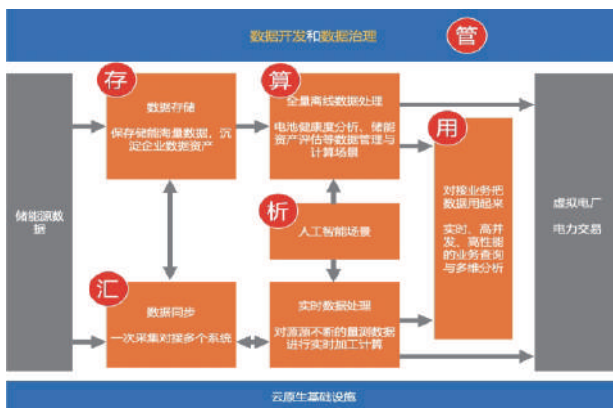 数据开发和数据治理
管
储能源数
据
存
数据存储
保存储能海量数据，沉
淀企业数据资产
算
全量离线数据处理
电池健康度分析、储能
资产评估等数据管理与
计算场景
析
人工智能场景
汇
数据同步
一次采集对接多个系统
实时数据处理
对源源不断的量测数据
进行实时加工计算
用
对接业务把
数据用起来
实时、高并
发、高性能
的业务查询
与多维分析
虚拟电厂
电力交易
云原生基础设施